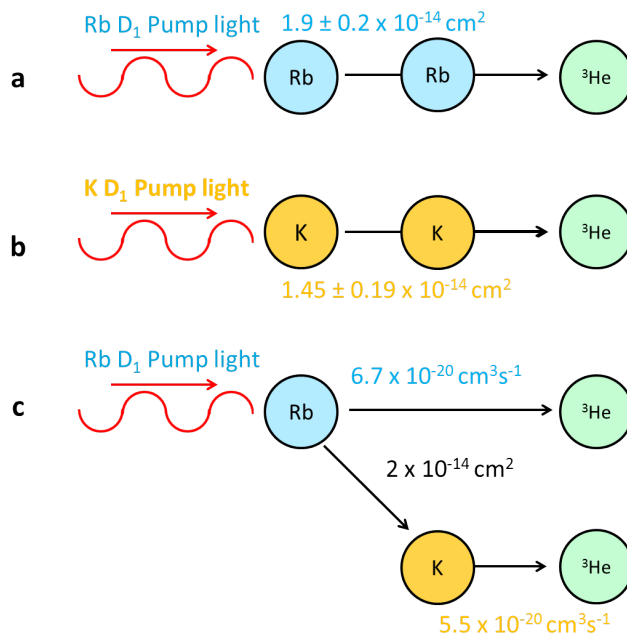 Rb D₁ Pump light
1.9 ± 0.2 x 10⁻¹⁴ cm²
a
Rb
Rb
³He
K D₁ Pump light
b
K
K
³He
1.45 ± 0.19 x 10⁻¹⁴ cm²
Rb D₁ Pump light
6.7 x 10⁻²⁰ cm³s⁻¹
c
Rb
³He
2 x 10⁻¹⁴ cm²
K
³He
5.5 x 10⁻²⁰ cm³s⁻¹